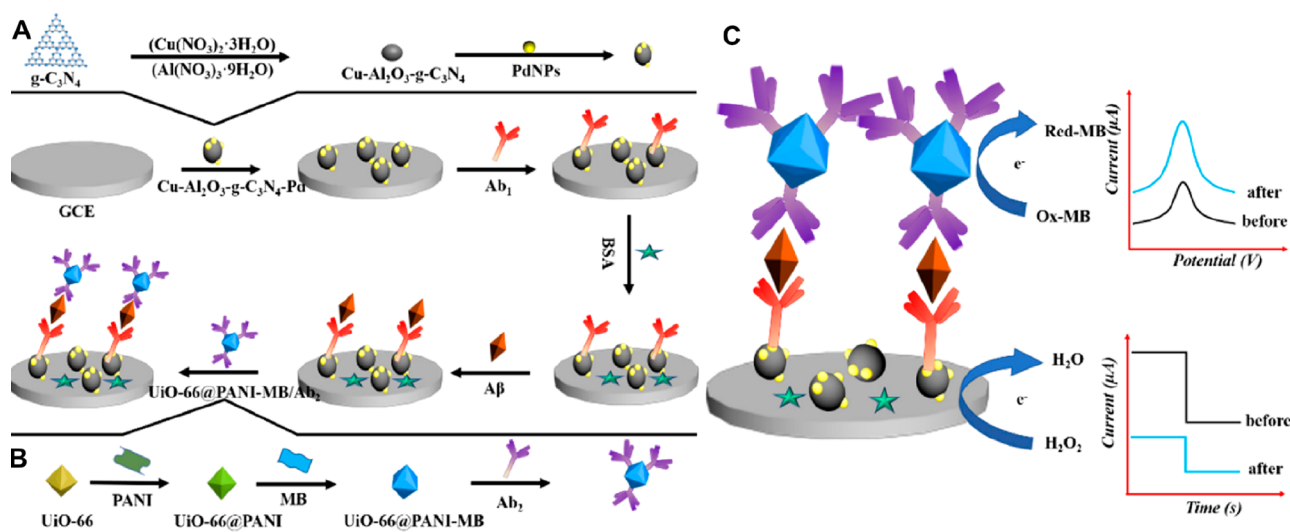 A
g-C₃N₄
(Cu(NO₃)₂·3H₂O)
(Al(NO₃)₃·9H₂O)
Cu-Al₂O₃-g-C₃N₄
PdNPs
GCE
Cu-Al₂O₃-g-C₃N₄-Pd
Ab₁
BSA
Aβ
UiO-66@PANI-MB/Ab₂
B
UiO-66
PANI
UiO-66@PANI
MB
UiO-66@PANI-MB
Ab₂
C
Red-MB
e⁻
Ox-MB
Current (μA)
after
before
Potential (V)
H₂O
e⁻
H₂O₂
Current (μA)
before
after
Time (s)